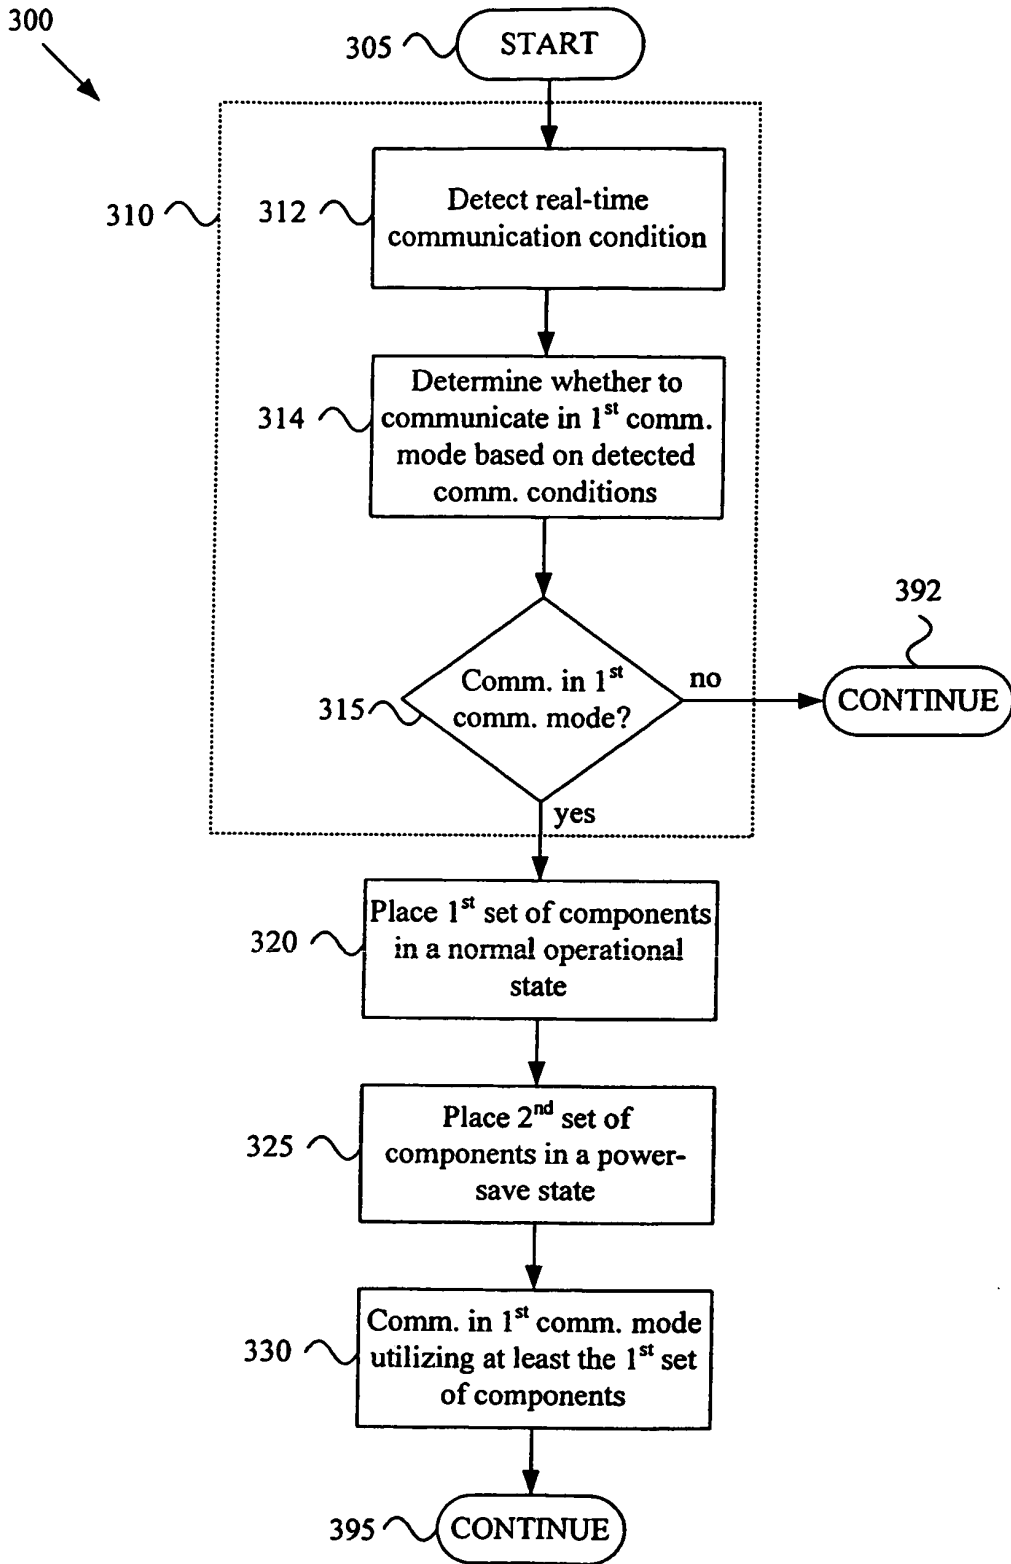 300
305
START
310
312
Detect real-time
communication condition
314
Determine whether to
communicate in 1st comm.
mode based on detected
comm. conditions
392
315
Comm. in 1st
comm. mode?
no
CONTINUE
yes
320
Place 1st set of components
in a normal operational
state
325
Place 2nd set of
components in a power-
save state
330
Comm. in 1st comm. mode
utilizing at least the 1st set
of components
395
CONTINUE